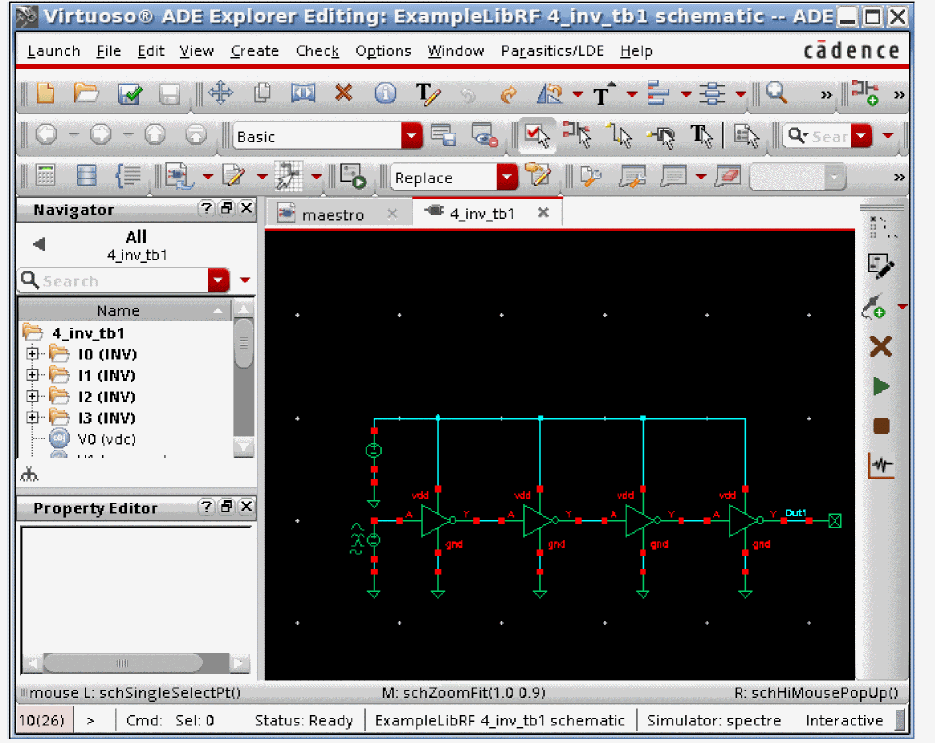 Virtuoso® ADE Explorer Editing: ExampleLibRF 4_inv_tb1 schematic -- ADE
Launch File Edit View Create Check Options Window Parasitics/LDE Help cādence
Basic Sear
Replace
Navigator
maestro 4_inv_tb1
All
4_inv_tb1
Search
Name
4_inv_tb1
I0 (INV)
I1 (INV)
I2 (INV)
I3 (INV)
V0 (vdc)
vdd vdd vdd vdd
A Y A Y A Y A Y Out1
gnd gnd gnd gnd
Property Editor
mouse L: schSingleSelectPt() M: schZoomFit(1.0 0.9) R: schHiMousePopUp()
10(26) > Cmd: Sel: 0 Status: Ready ExampleLibRF 4_inv_tb1 schematic Simulator: spectre Interactive